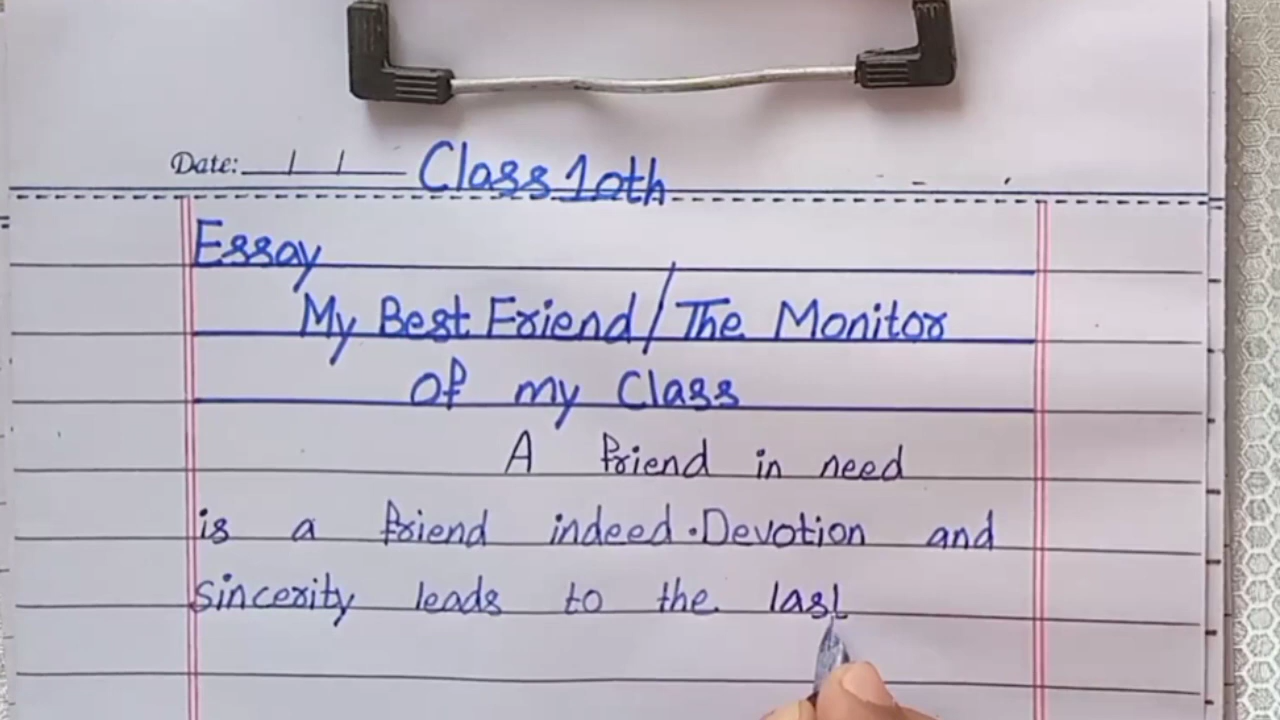 Date: / / Class 10th
Essay
My Best Friend/The Monitor
Of my Class
A friend in need
is a friend indeed. Devotion and
Sincerity leads to the last